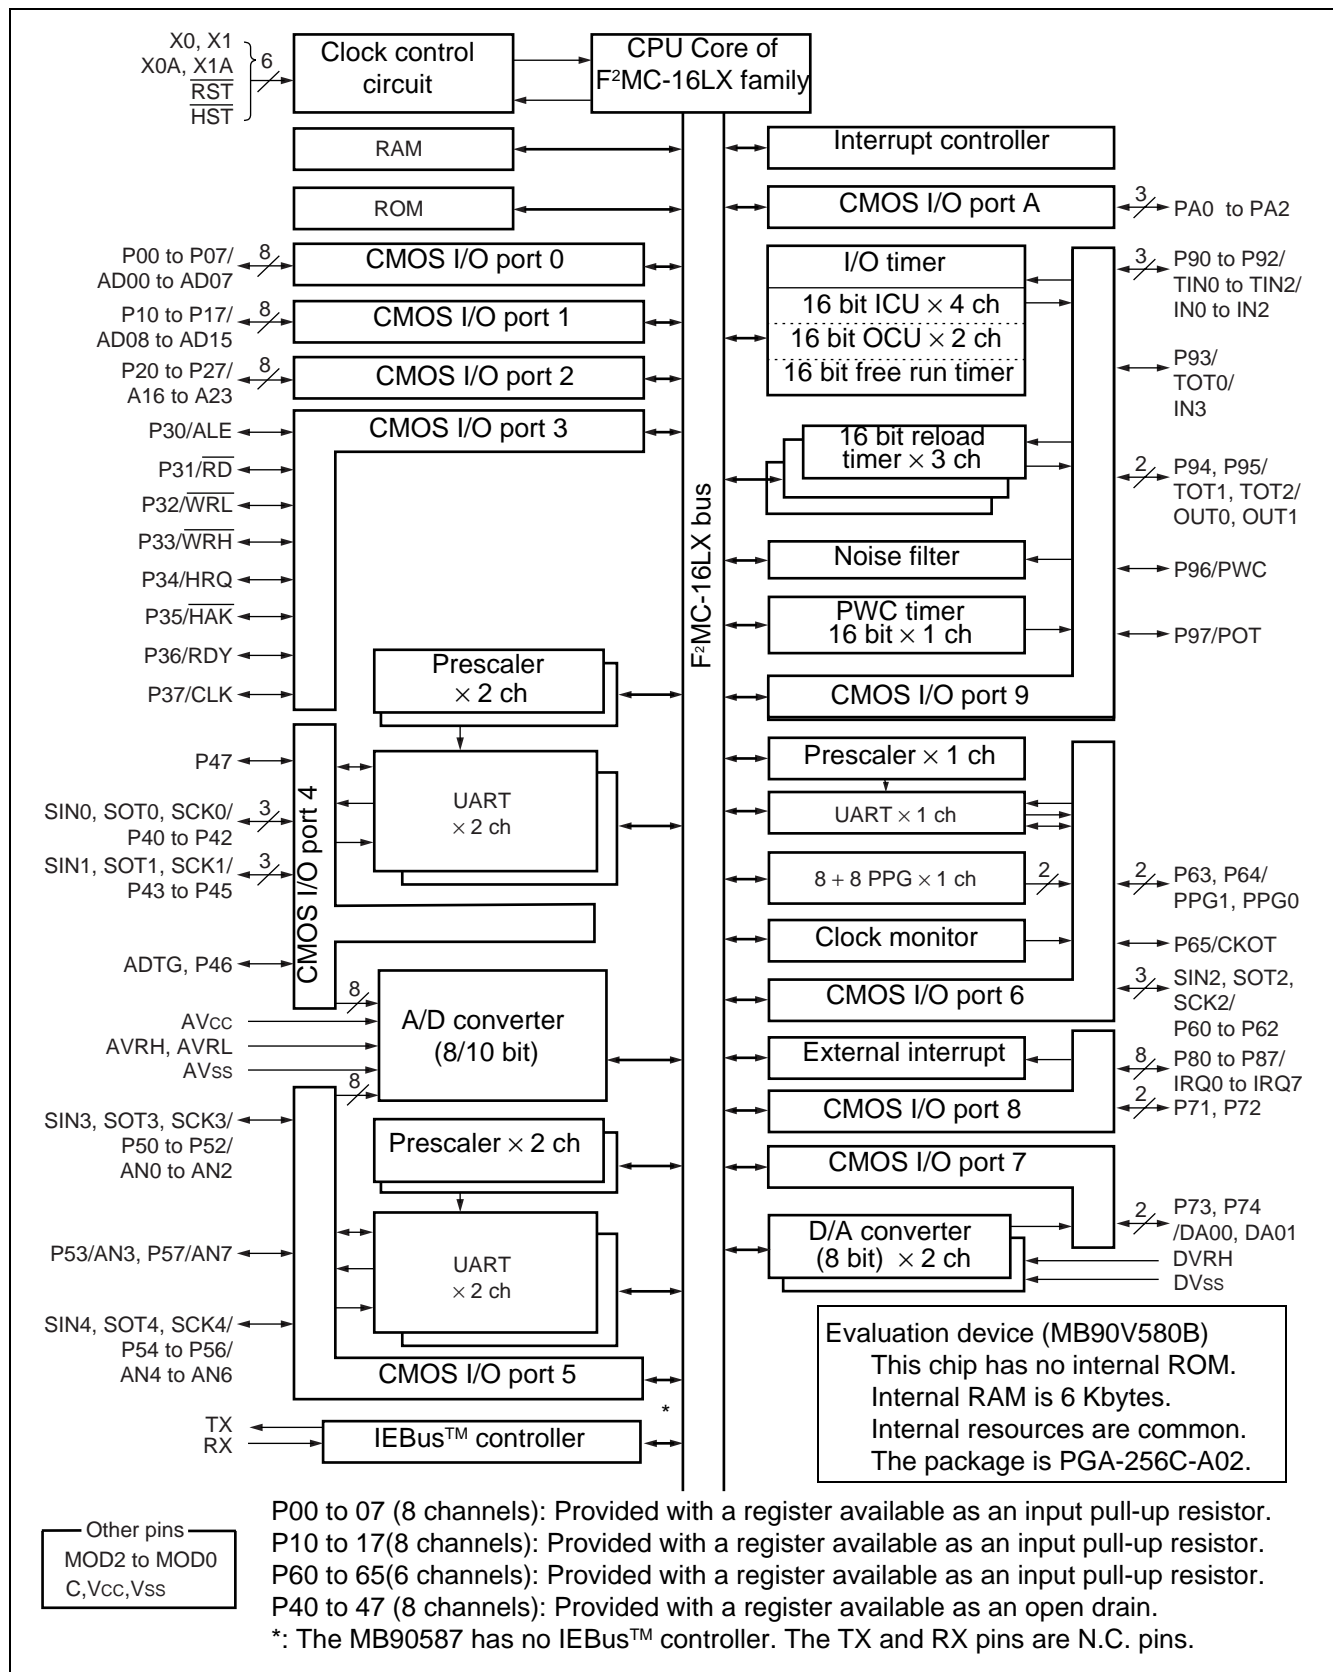 X0, X1
X0A, X1A
RST
HST
6
Clock control
circuit
CPU Core of
F²MC-16LX family
RAM
ROM
P00 to P07/
AD00 to AD07
8
CMOS I/O port 0
P10 to P17/
AD08 to AD15
8
CMOS I/O port 1
P20 to P27/
A16 to A23
8
CMOS I/O port 2
CMOS I/O port 3
P30/ALE
P31/RD
P32/WRL
P33/WRH
P34/HRQ
P35/HAK
P36/RDY
P37/CLK
Prescaler
× 2 ch
P47
SIN0, SOT0, SCK0/
P40 to P42
3
SIN1, SOT1, SCK1/
P43 to P45
3
ADTG, P46
CMOS I/O port 4
UART
× 2 ch
8
AVCC
AVRH, AVRL
AVSS
A/D converter
(8/10 bit)
8
SIN3, SOT3, SCK3/
P50 to P52/
AN0 to AN2
Prescaler × 2 ch
P53/AN3, P57/AN7
UART
× 2 ch
SIN4, SOT4, SCK4/
P54 to P56/
AN4 to AN6
CMOS I/O port 5
*
TX
RX
IEBus™ controller
F²MC-16LX bus
Interrupt controller
CMOS I/O port A
3
PA0 to PA2
I/O timer
16 bit ICU × 4 ch
16 bit OCU × 2 ch
16 bit free run timer
3
P90 to P92/
TIN0 to TIN2/
IN0 to IN2
P93/
TOT0/
IN3
16 bit reload
timer × 3 ch
2
P94, P95/
TOT1, TOT2/
OUT0, OUT1
Noise filter
P96/PWC
PWC timer
16 bit × 1 ch
P97/POT
CMOS I/O port 9
Prescaler × 1 ch
UART × 1 ch
8 + 8 PPG × 1 ch
2
2
P63, P64/
PPG1, PPG0
Clock monitor
P65/CKOT
CMOS I/O port 6
3
SIN2, SOT2,
SCK2/
P60 to P62
External interrupt
8
P80 to P87/
IRQ0 to IRQ7
CMOS I/O port 8
2
P71, P72
CMOS I/O port 7
2
P73, P74
/DA00, DA01
D/A converter
(8 bit) × 2 ch
DVRH
DVSS
Evaluation device (MB90V580B)
This chip has no internal ROM.
Internal RAM is 6 Kbytes.
Internal resources are common.
The package is PGA-256C-A02.
Other pins
MOD2 to MOD0
C,VCC,VSS
P00 to 07 (8 channels): Provided with a register available as an input pull-up resistor.
P10 to 17(8 channels): Provided with a register available as an input pull-up resistor.
P60 to 65(6 channels): Provided with a register available as an input pull-up resistor.
P40 to 47 (8 channels): Provided with a register available as an open drain.
*: The MB90587 has no IEBus™ controller. The TX and RX pins are N.C. pins.